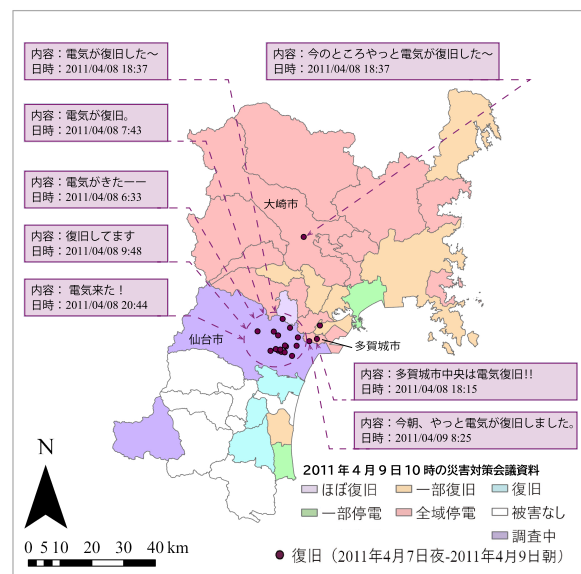 内容：電気が復旧した～
日時：2011/04/08 18:37
内容：今のところやっと電気が復旧した～
日時：2011/04/08 18:37
内容：電気が復旧。
日時：2011/04/08 7:43
内容：電気がきたーー
日時：2011/04/08 6:33
内容：復旧してます
日時：2011/04/08 9:48
内容： 電気来た！
日時：2011/04/08 20:44
大崎市
仙台市
多賀城市
内容：多賀城市中央は電気復旧!!
日時：2011/04/08 18:15
内容：今朝、やっと電気が復旧しました。
日時：2011/04/09 8:25
N
0 5 10 20 30 40 km
2011年4月9日10時の災害対策会議資料
ほぼ復旧 一部復旧 復旧
一部停電 全域停電 被害なし
調査中
復旧（2011年4月7日夜-2011年4月9日朝）